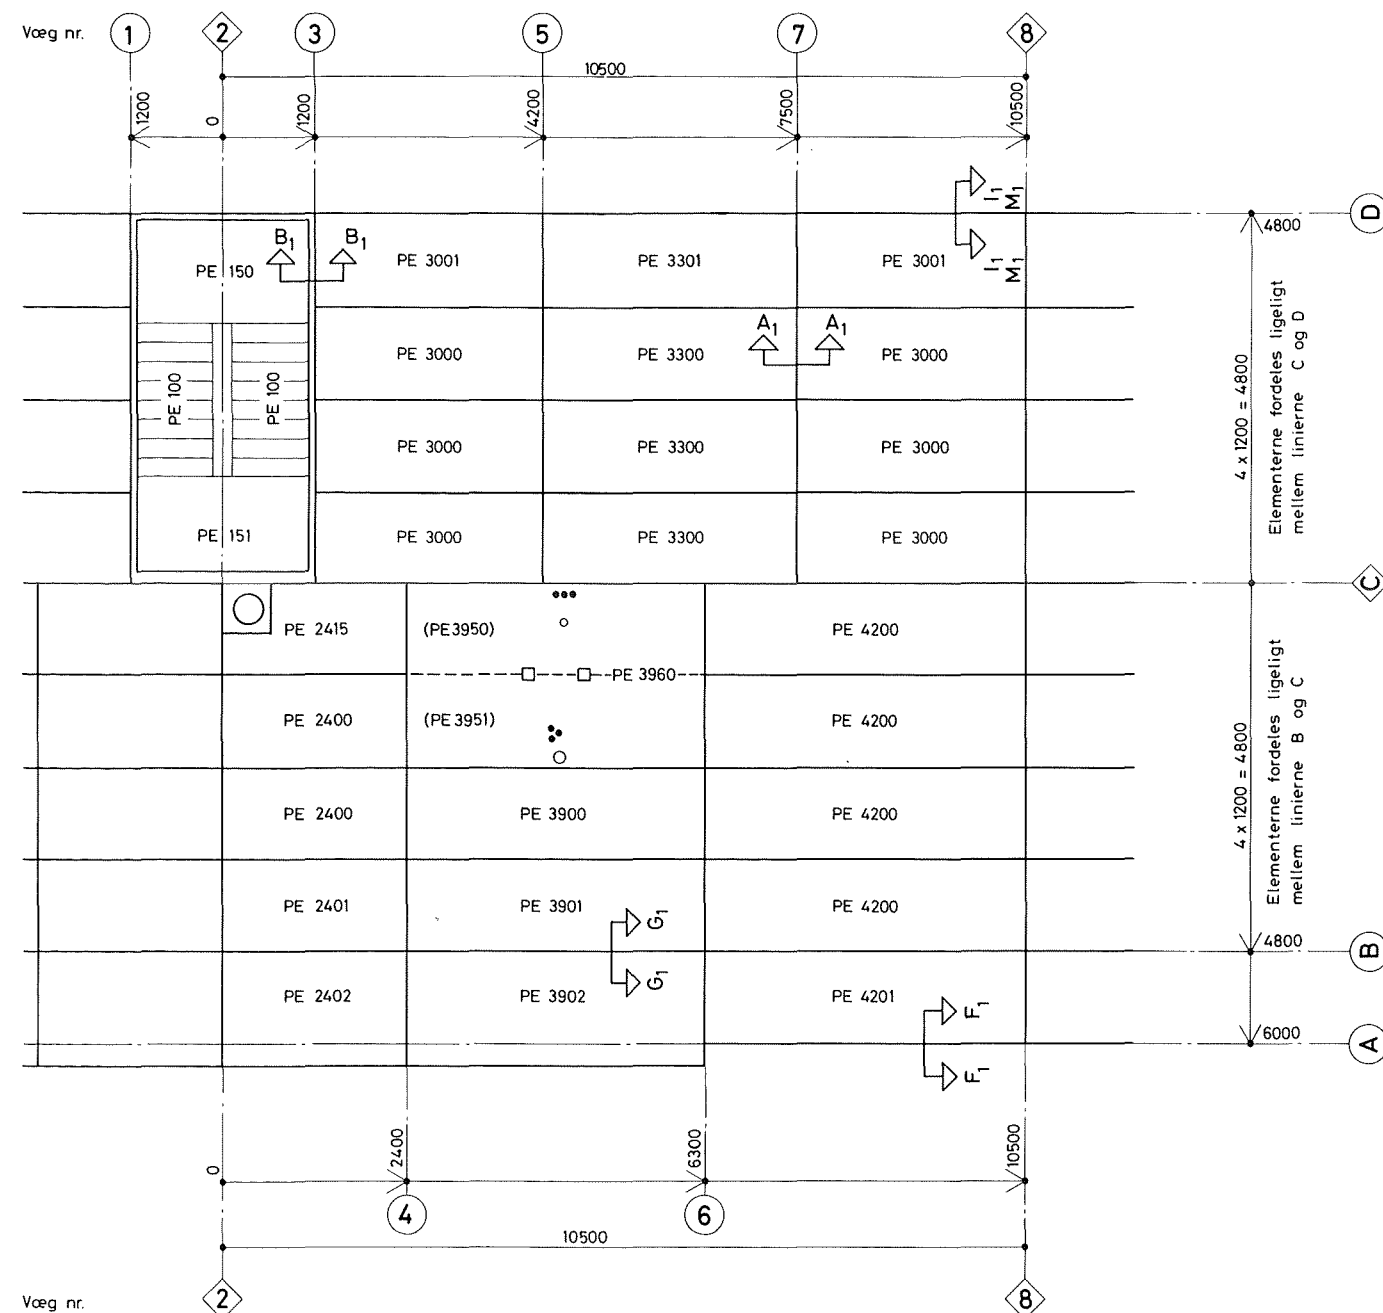 Væg nr.
1
2
3
5
7
8
10500
1200
0
1200
4200
7500
10500
I1
M1
D
4800
B1
B1
PE 150
PE 3001
PE 3301
PE 3001
I1
M1
A1
A1
PE 3000
PE 3300
PE 3000
PE 100
PE 100
4 x 1200 = 4800
Elementerne fordeles ligeligt
mellem linierne C og D
PE 3000
PE 3300
PE 3000
PE 151
PE 3000
PE 3300
PE 3000
C
PE 2415
(PE3950)
PE 4200
PE 3960
PE 2400
(PE3951)
PE 4200
4 x 1200 = 4800
Elementerne fordeles ligeligt
mellem linierne B og C
PE 2400
PE 3900
PE 4200
PE 2401
PE 3901
PE 4200
G1
4800
B
G1
PE 2402
PE 3902
PE 4201
F1
6000
A
F1
0
2400
6300
10500
4
6
10500
Væg nr.
2
8